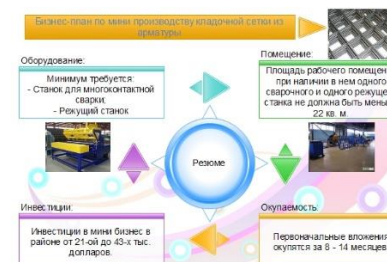 Бизнес-план по мини производству кладочной сетки из
арматуры
Оборудование:
Минимум требуется:
- Станок для многоконтактной
сварки;
- Режущий станок
Помещение:
Площадь рабочего помещен
при наличии в нем одного
сварочного и одного режуще
станка не должна быть мень
22 кв. м.
Резюме
Инвестиции:
Инвестиции в мини бизнес в
районе от 21-ой до 43-х тыс.
долларов.
Окупаемость:
Первоначальные вложения
окупятся за 8 - 14 месяцев